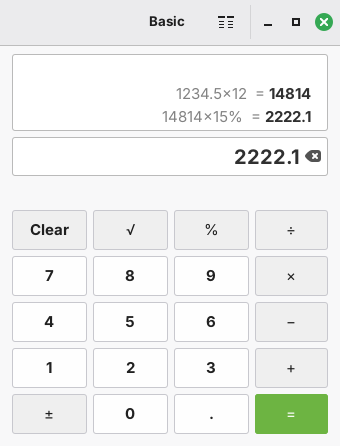 Basic
1234.5×12 = 14814
14814×15% = 2222.1
2222.1
Clear √ % ÷
7 8 9 ×
4 5 6 −
1 2 3 +
± 0 . =